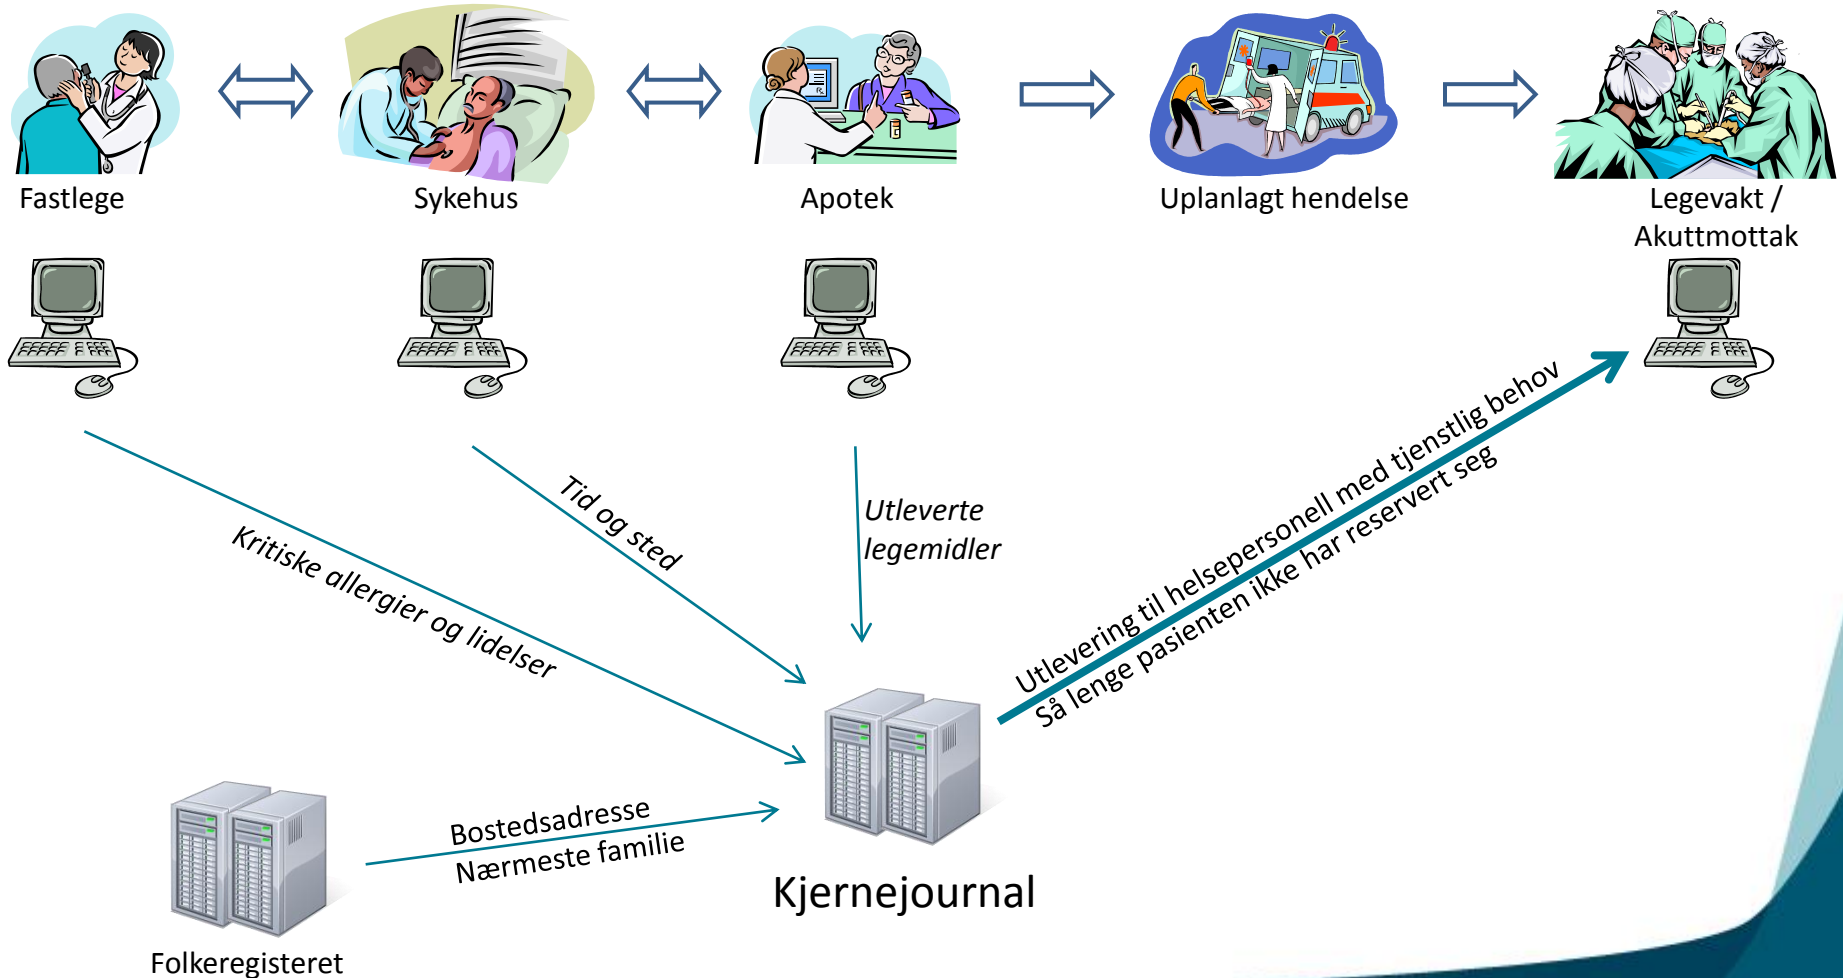 Fastlege
Sykehus
Apotek
Uplanlagt hendelse
Legevakt /
Akuttmottak
Kritiske allergier og lidelser
Tid og sted
Utleverte
legemidler
Utlevering til helsepersonell med tjenstlig behov
Så lenge pasienten ikke har reservert seg
Bostedsadresse
Nærmeste familie
Kjernejournal
Folkeregisteret